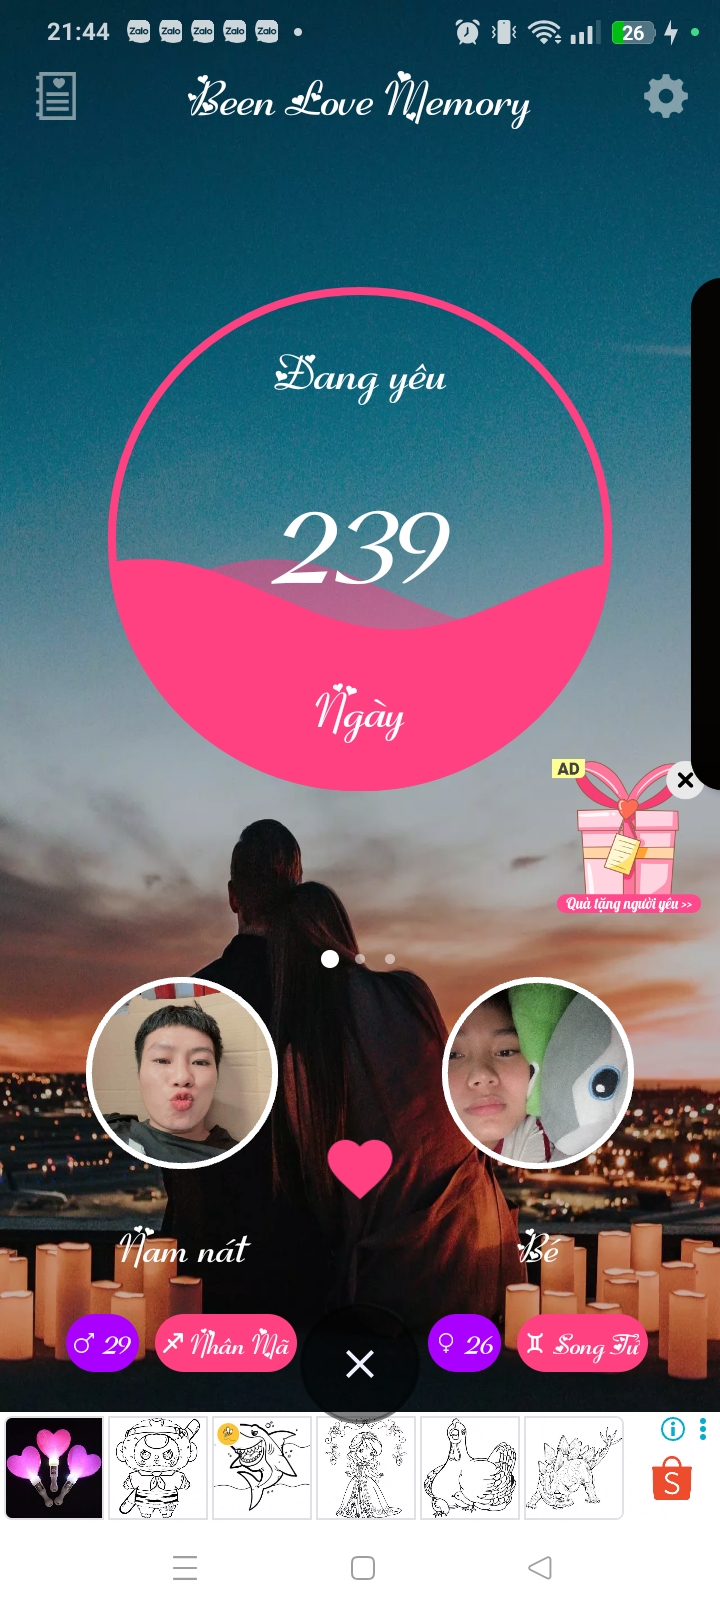 21:44 Zalo Zalo Zalo Zalo Zalo 26
Been Love Memory
Đang yêu
239
Ngày
AD
Quà tặng người yêu >>
Nam nát
Bé
♂ 29 ♐ Nhân Mã
♀ 26 ♊ Song Tử
S